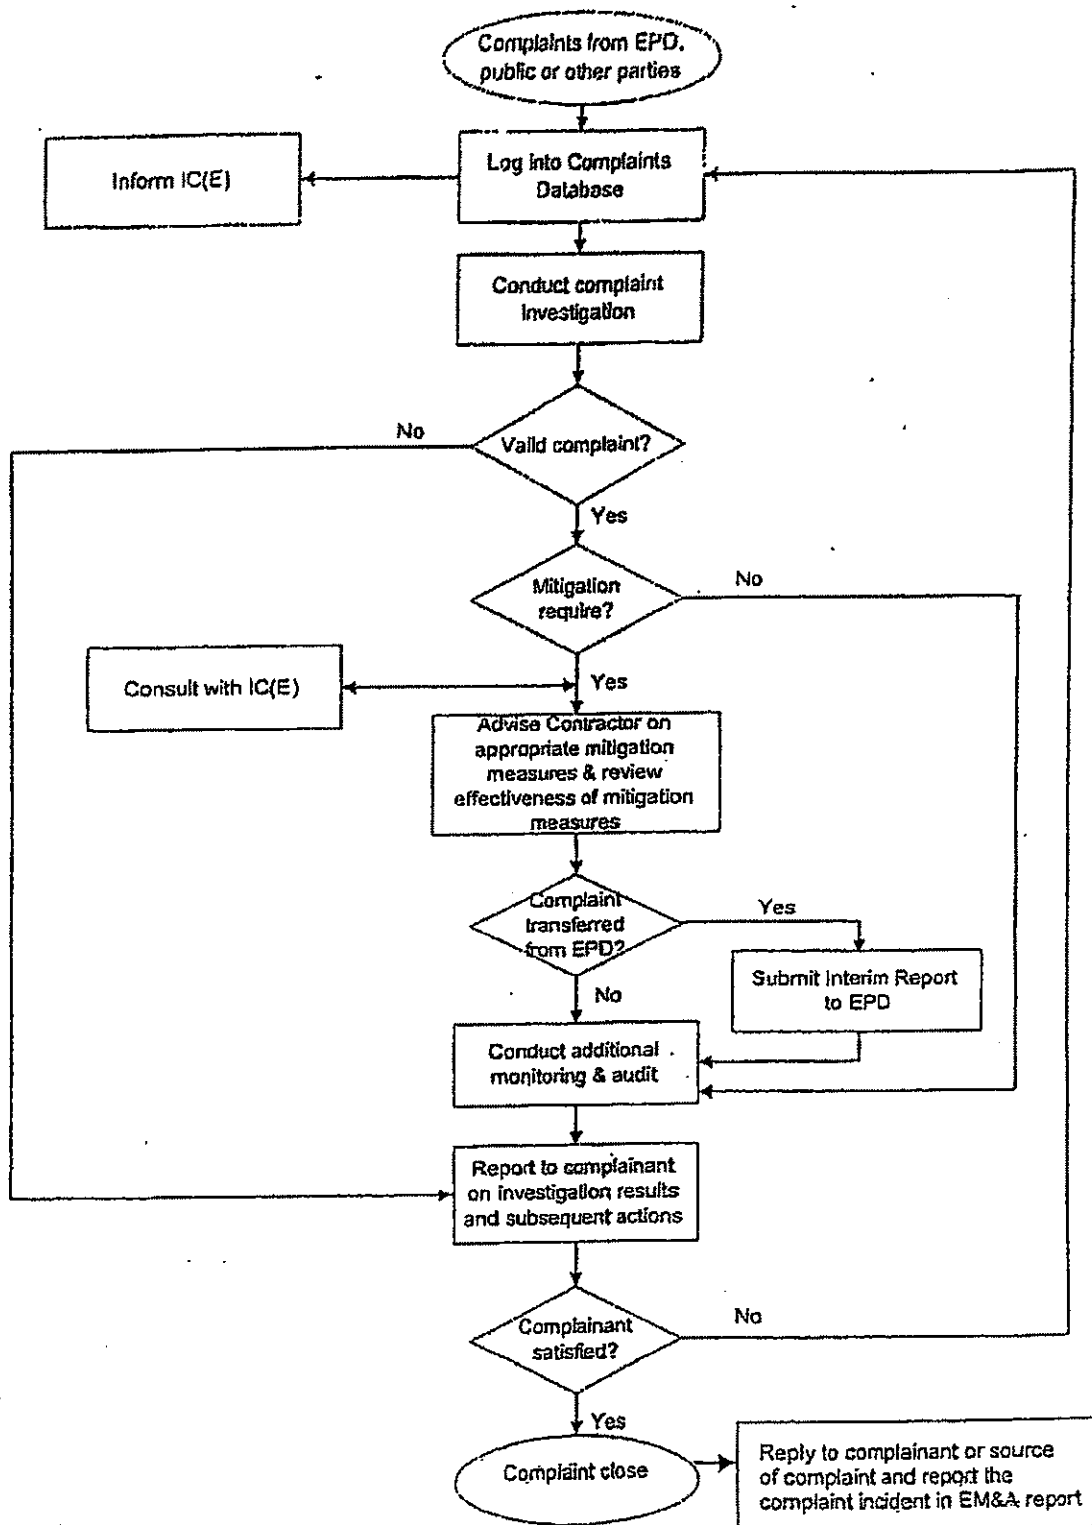 Complaints from EPD,
public or other parties
Inform IC(E)
Log into Complaints
Database
Conduct complaint
Investigation
No
Valid complaint?
Yes
Mitigation
require?
No
Consult with IC(E)
Yes
Advise Contractor on
appropriate mitigation
measures & review
effectiveness of mitigation
measures
Complaint
transferred
from EPD?
Yes
Submit Interim Report
to EPD
No
Conduct additional
monitoring & audit
Report to complainant
on investigation results
and subsequent actions
Complainant
satisfied?
No
Yes
Complaint close
Reply to complainant or source
of complaint and report the
complaint incident in EM&A report